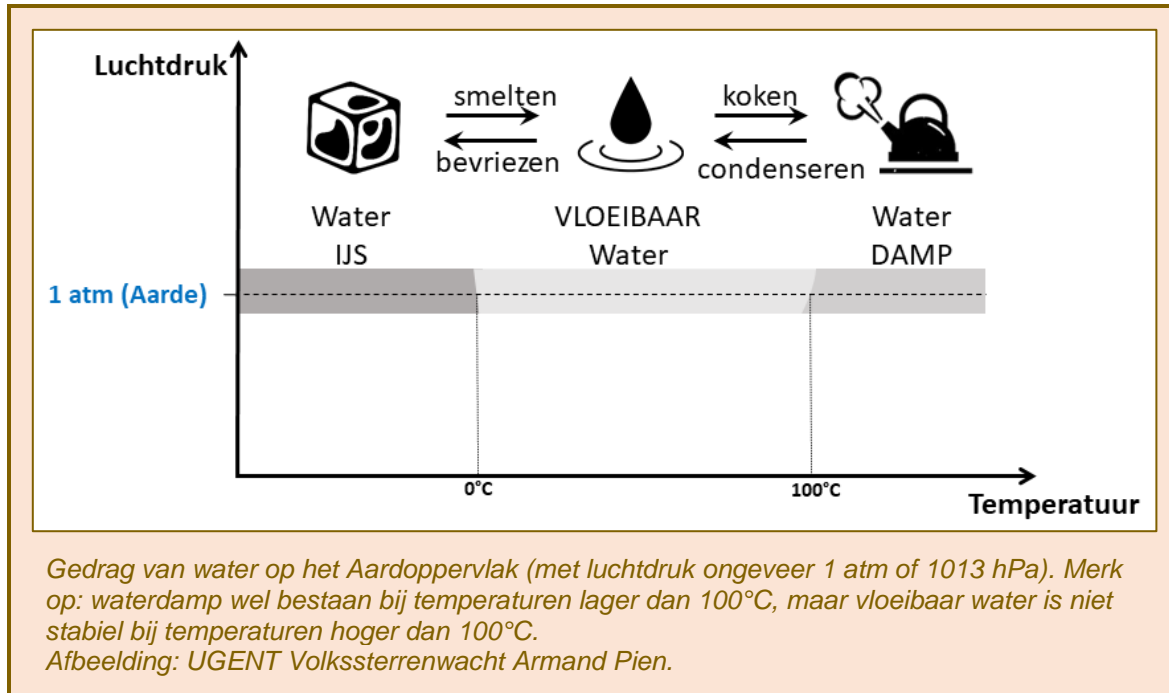 Luchtdruk
smelten
koken
bevriezen
condenseren
Water
IJS
VLOEIBAAR
Water
Water
DAMP
1 atm (Aarde)
0°C
100°C
Temperatuur
Gedrag van water op het Aardoppervlak (met luchtdruk ongeveer 1 atm of 1013 hPa). Merk
op: waterdamp wel bestaan bij temperaturen lager dan 100°C, maar vloeibaar water is niet
stabiel bij temperaturen hoger dan 100°C.
Afbeelding: UGENT Volkssterrenwacht Armand Pien.